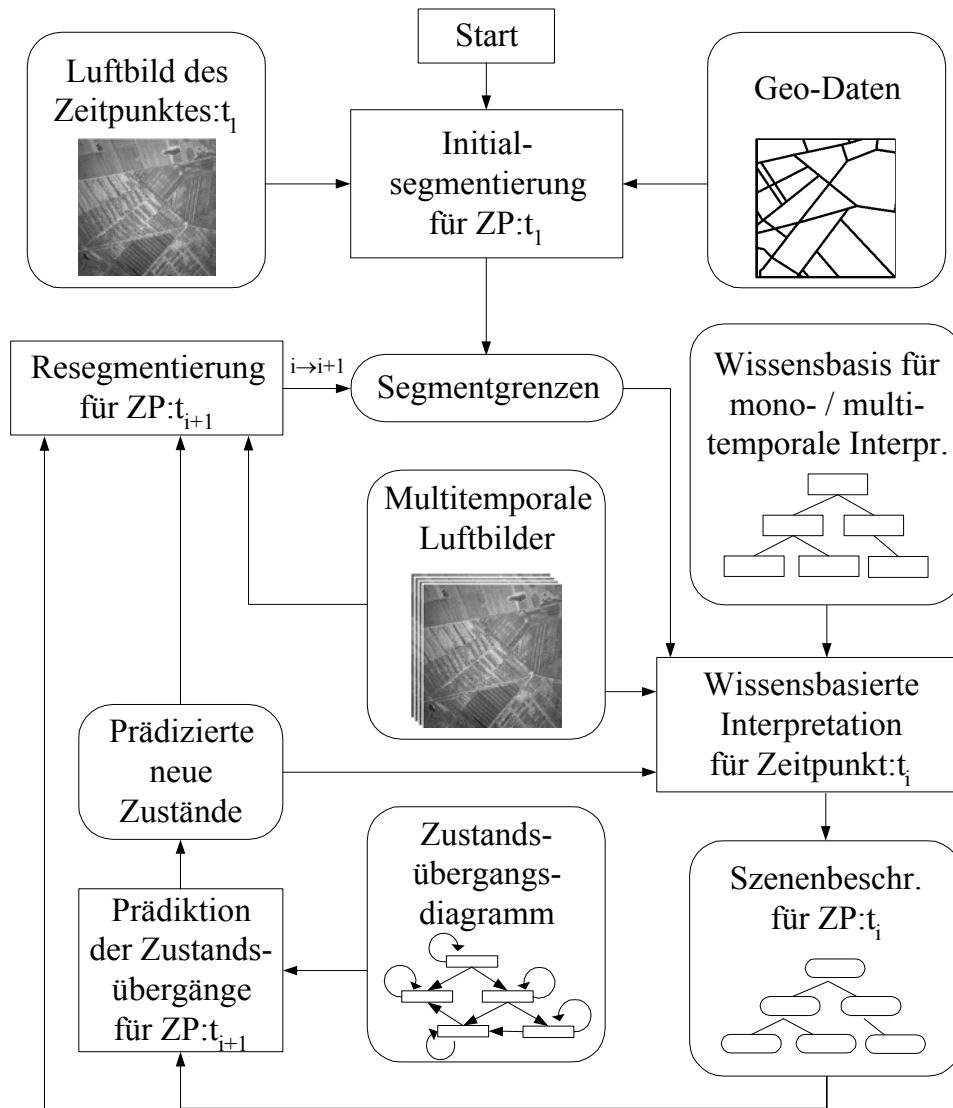 Start
Luftbild des
Zeitpunktes:t1
Initial-
segmentierung
für ZP:t1
Geo-Daten
Resegmentierung
für ZP:ti+1
i→i+1
Segmentgrenzen
Wissensbasis für
mono- / multi-
temporale Interpr.
Multitemporale
Luftbilder
Wissensbasierte
Interpretation
für Zeitpunkt:ti
Prädizierte
neue
Zustände
Zustands-
übergangs-
diagramm
Szenenbeschr.
für ZP:ti
Prädiktion
der Zustands-
übergänge
für ZP:ti+1